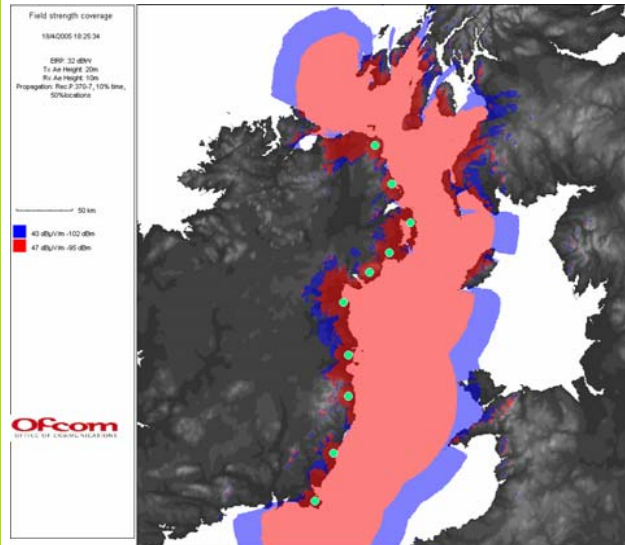 Field strength coverage
18/4/2005 18:25:34
EIRP: 32 dBW
Tx Ae Height: 20m
Rx Ae Height: 10m
Propagation: Rec.P.370-7, 10% time,
50%locations
50 km
40 dBµV/m -102 dBm
47 dBµV/m -95 dBm
Ofcom
OFFICE OF COMMUNICATIONS